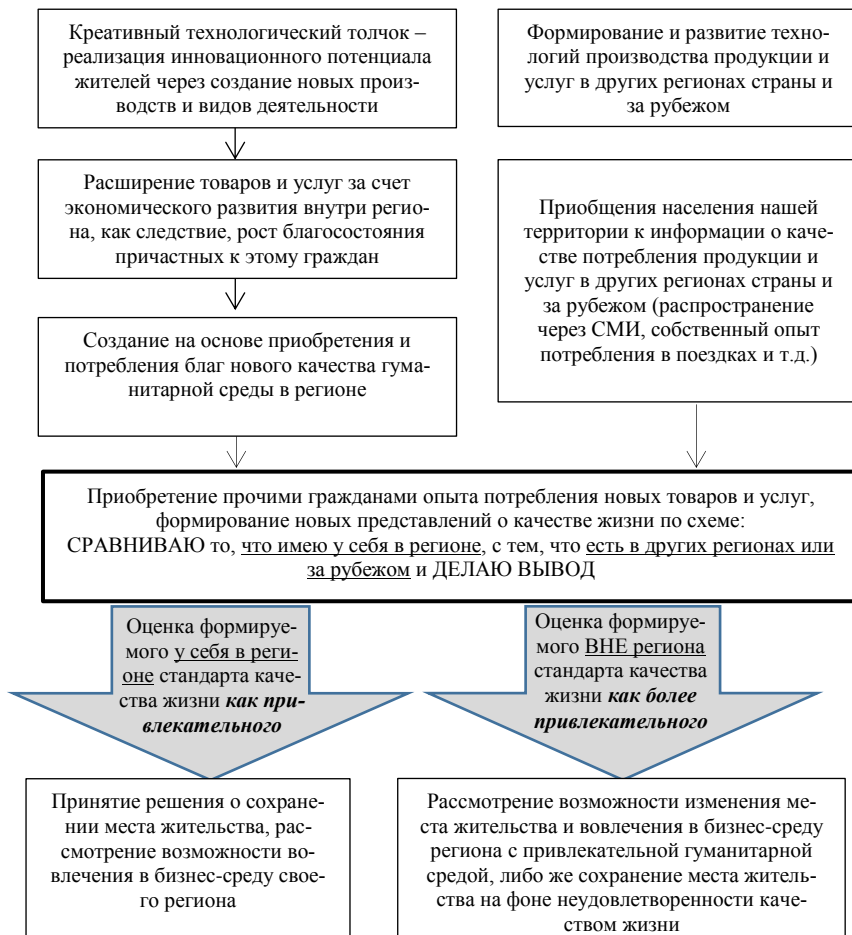 Креативный технологический толчок –
реализация инновационного потенциала
жителей через создание новых произ-
водств и видов деятельности
Формирование и развитие техно-
логий производства продукции и
услуг в других регионах страны и
за рубежом
Расширение товаров и услуг за счет
экономического развития внутри регио-
на, как следствие, рост благосостояния
причастных к этому граждан
Приобщения населения нашей
территории к информации о каче-
стве потребления продукции и
услуг в других регионах страны и
за рубежом (распространение
через СМИ, собственный опыт
потребления в поездках и т.д.)
Создание на основе приобретения и
потребления благ нового качества гума-
нитарной среды в регионе
Приобретение прочими гражданами опыта потребления новых товаров и услуг,
формирование новых представлений о качестве жизни по схеме:
СРАВНИВАЮ то, что имею у себя в регионе, с тем, что есть в других регионах или
за рубежом и ДЕЛАЮ ВЫВОД
Оценка формируе-
мого у себя в реги-
оне стандарта каче-
ства жизни как при-
влекательного
Оценка формируе-
мого ВНЕ региона
стандарта качества
жизни как более
привлекательного
Принятие решения о сохране-
нии места жительства, рас-
смотрение возможности во-
влечения в бизнес-среду свое-
го региона
Рассмотрение возможности изменения ме-
ста жительства и вовлечения в бизнес-среду
региона с привлекательной гуманитарной
средой, либо же сохранение места житель-
ства на фоне неудовлетворенности каче-
ством жизни